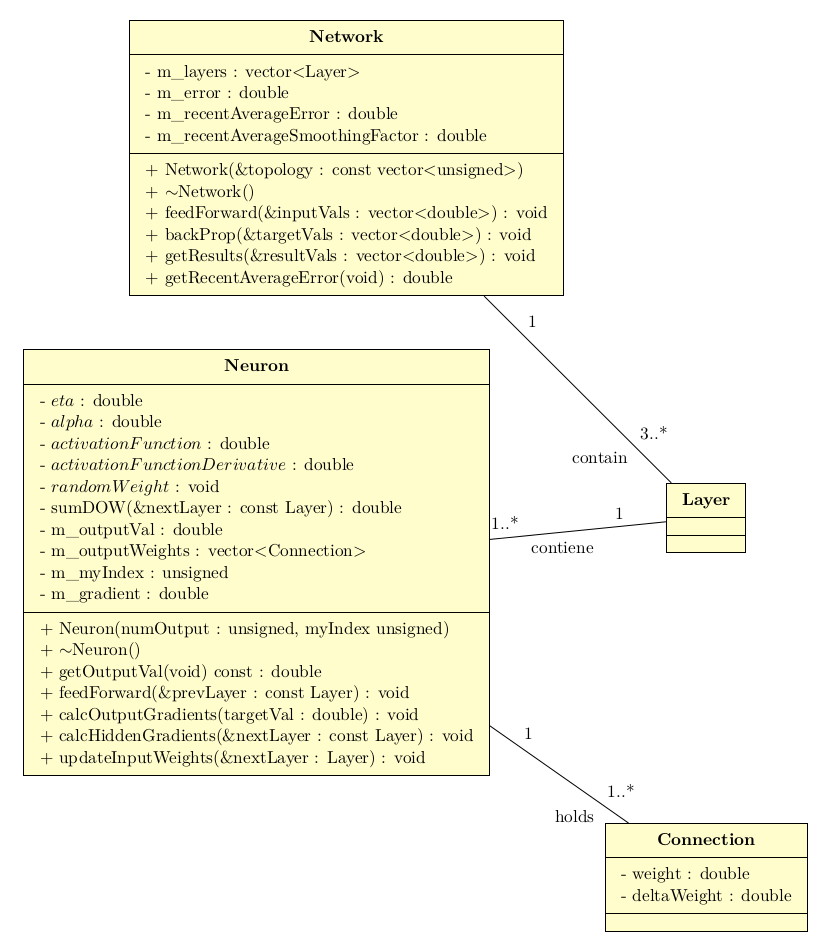 Network
- m_layers : vector<Layer>
- m_error : double
- m_recentAverageError : double
- m_recentAverageSmoothingFactor : double
+ Network(&topology : const vector<unsigned>)
+ ~Network()
+ feedForward(&inputVals : vector<double>) : void
+ backProp(&targetVals : vector<double>) : void
+ getResults(&resultVals : vector<double>) : void
+ getRecentAverageError(void) : double
1
3..*
contain
Layer
Neuron
- eta : double
- alpha : double
- activationFunction : double
- activationFunctionDerivative : double
- randomWeight : void
- sumDOW(&nextLayer : const Layer) : double
- m_outputVal : double
- m_outputWeights : vector<Connection>
- m_myIndex : unsigned
- m_gradient : double
+ Neuron(numOutput : unsigned, myIndex unsigned)
+ ~Neuron()
+ getOutputVal(void) const : double
+ feedForward(&prevLayer : const Layer) : void
+ calcOutputGradients(targetVal : double) : void
+ calcHiddenGradients(&nextLayer : const Layer) : void
+ updateInputWeights(&nextLayer : Layer) : void
1..*
1
contiene
1
1..*
holds
Connection
- weight : double
- deltaWeight : double